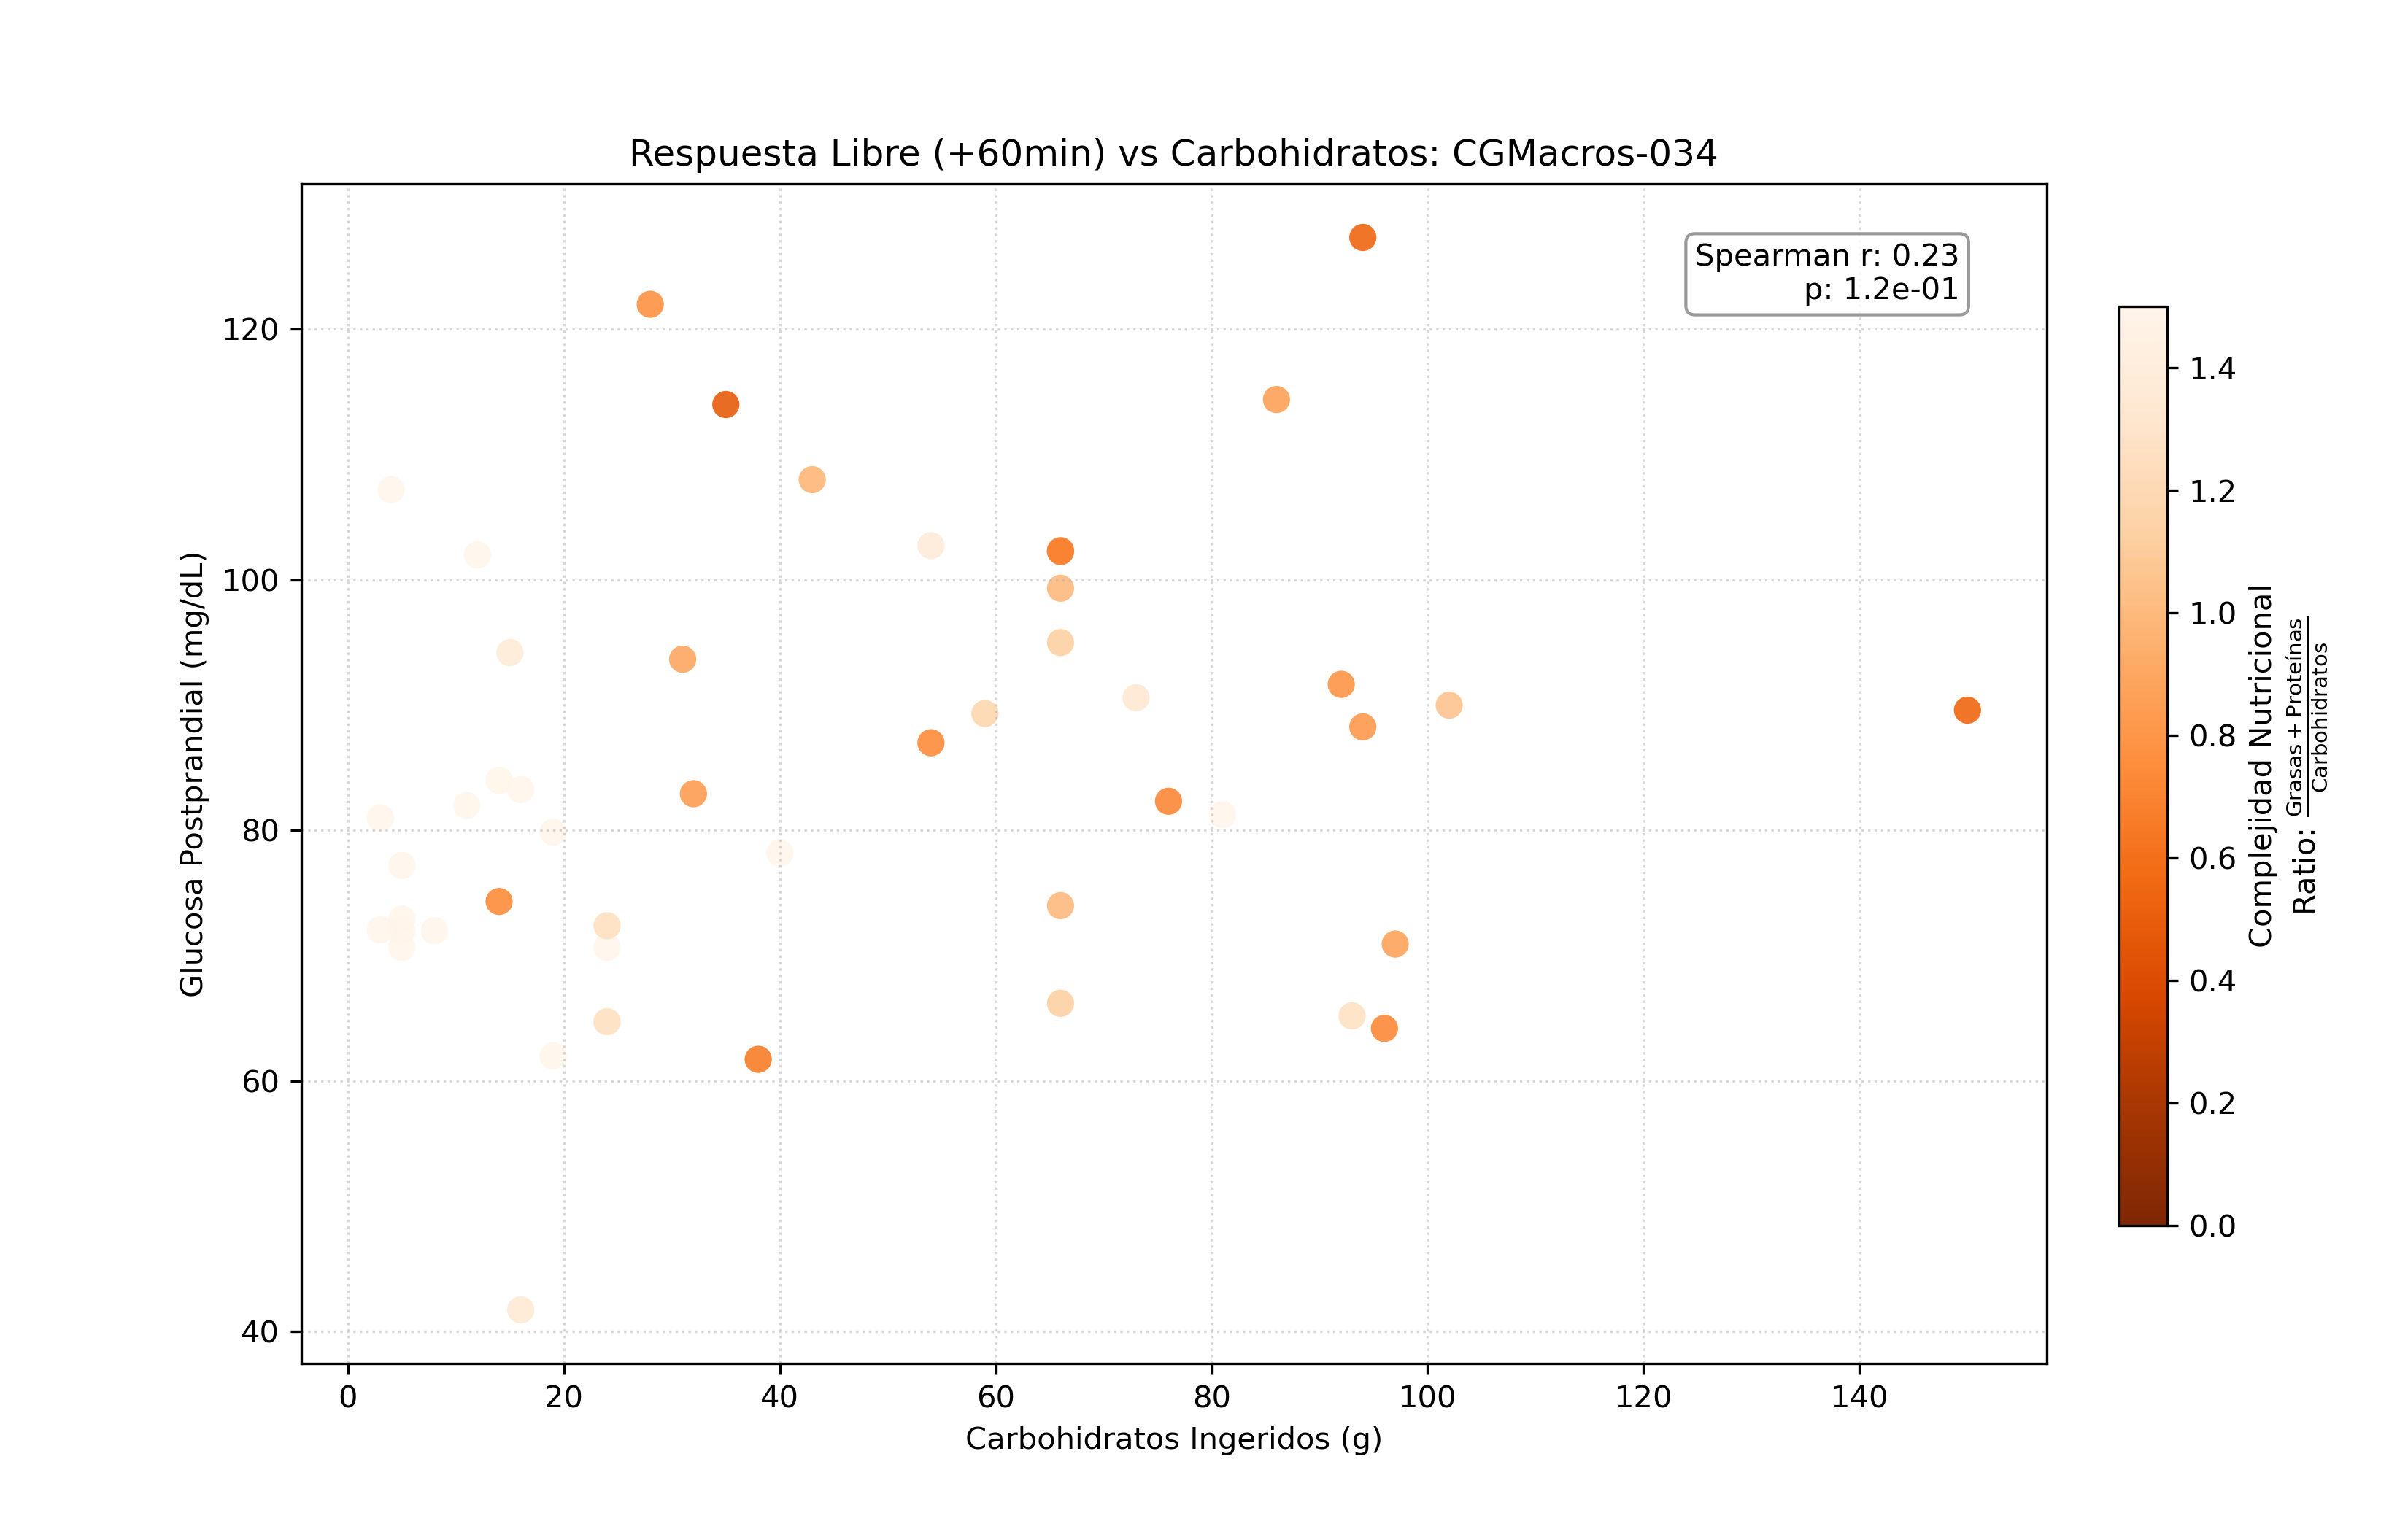 Respuesta Libre (+60min) vs Carbohidratos: CGMacros-034
Spearman r: 0.23
p: 1.2e-01
Glucosa Postprandial (mg/dL)
120
100
80
60
40
0
20
40
60
80
100
120
140
Carbohidratos Ingeridos (g)
1.4
1.2
1.0
0.8
0.6
0.4
0.2
0.0
Complejidad Nutricional
Ratio: Grasas + Proteínas
Carbohidratos